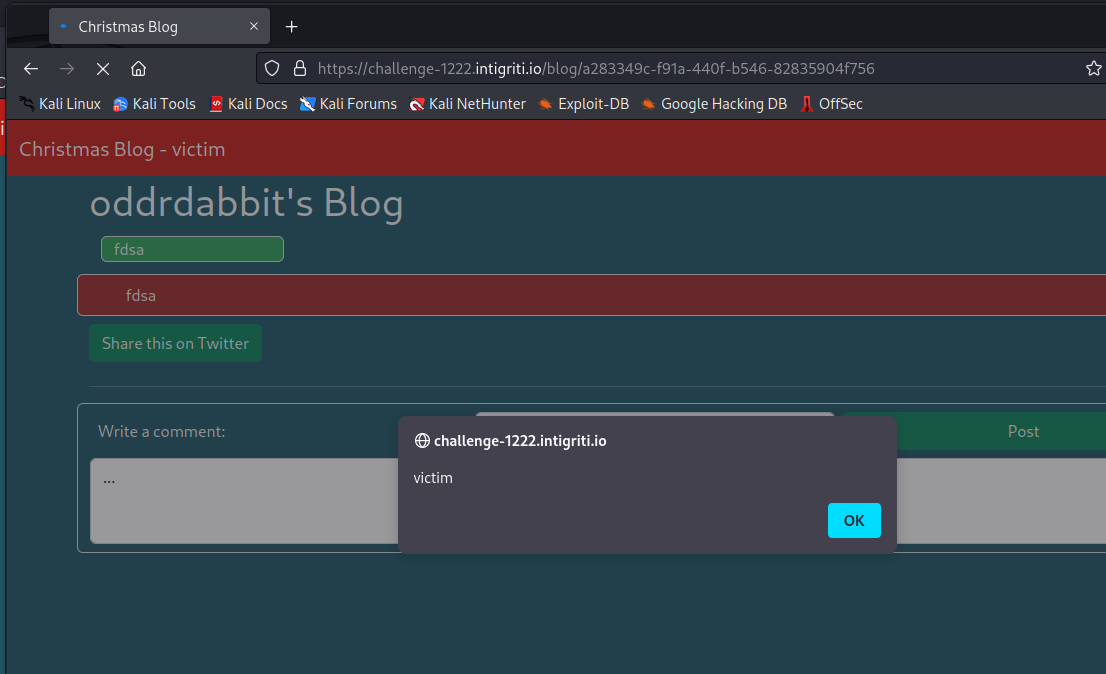 Christmas Blog
https://challenge-1222.intigriti.io/blog/a283349c-f91a-440f-b546-82835904f756
Kali Linux Kali Tools Kali Docs Kali Forums Kali NetHunter Exploit-DB Google Hacking DB OffSec
Christmas Blog - victim
oddrdabbit's Blog
fdsa
fdsa
Share this on Twitter
Write a comment:
Post
...
challenge-1222.intigriti.io
victim
OK